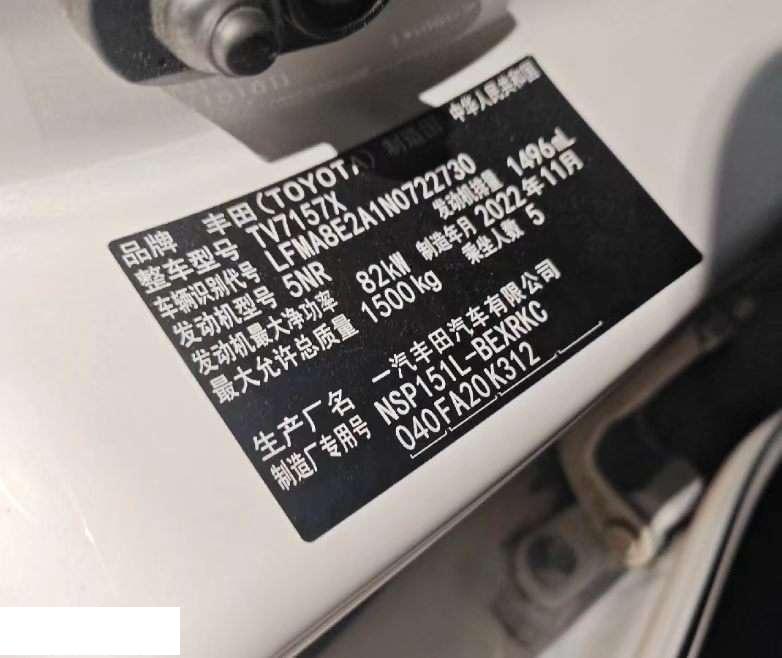 品牌 丰田(TOYOTA) 制造国 中华人民共和国
整车型号 TV7157X
车辆识别代号 LFMA8E2A1N0722730
发动机型号 5NR 发动机排量 1496mL
发动机最大净功率 82kW 制造年月 2022年11月
最大允许总质量 1500kg 乘坐人数 5
生产厂名 一汽丰田汽车有限公司
制造厂专用号 NSP151L-BEXRKC
040FA20K312